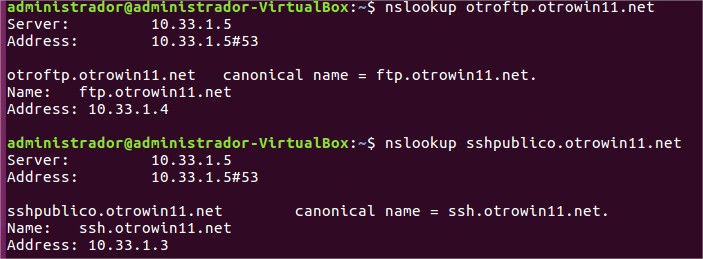 administrador@administrador-VirtualBox:~$ nslookup otroftp.otrowin11.net
Server: 10.33.1.5
Address: 10.33.1.5#53
otroftp.otrowin11.net canonical name = ftp.otrowin11.net.
Name: ftp.otrowin11.net
Address: 10.33.1.4
administrador@administrador-VirtualBox:~$ nslookup sshpublico.otrowin11.net
Server: 10.33.1.5
Address: 10.33.1.5#53
sshpublico.otrowin11.net canonical name = ssh.otrowin11.net.
Name: ssh.otrowin11.net
Address: 10.33.1.3